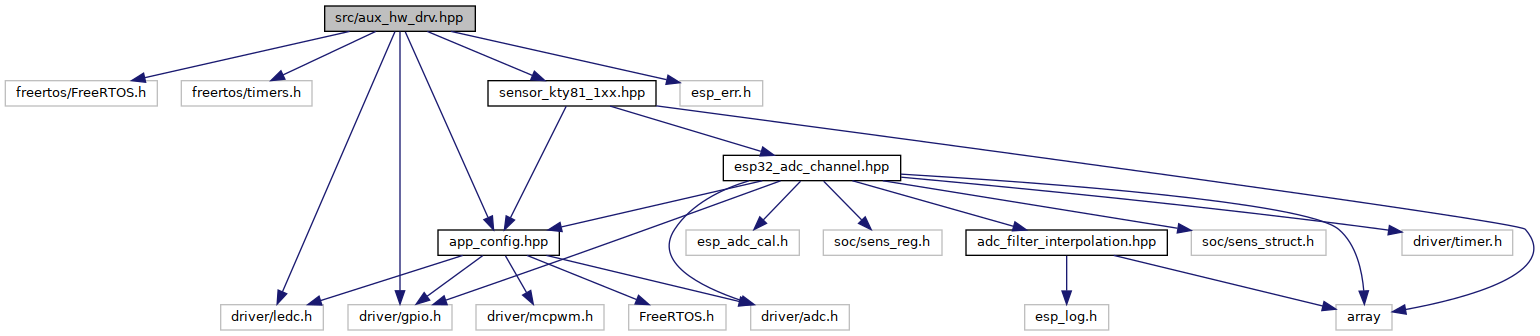 src/aux_hw_drv.hpp
freertos/FreeRTOS.h
freertos/timers.h
sensor_kty81_1xx.hpp
esp_err.h
esp32_adc_channel.hpp
app_config.hpp
esp_adc_cal.h
soc/sens_reg.h
adc_filter_interpolation.hpp
soc/sens_struct.h
driver/timer.h
driver/ledc.h
driver/gpio.h
driver/mcpwm.h
FreeRTOS.h
driver/adc.h
esp_log.h
array